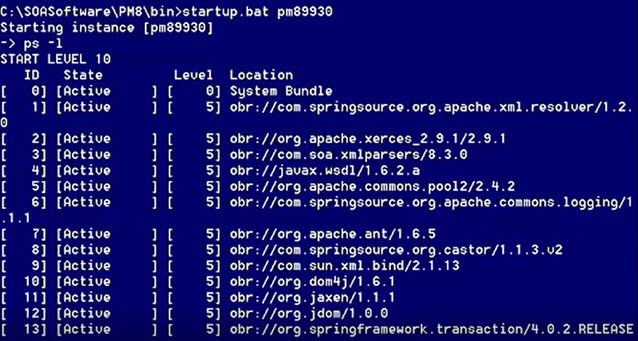 C:\SOASoftware\PM8\bin>startup.bat pm89930
Starting instance [pm89930]
-> ps -l
START LEVEL 10
   ID   State         Level  Location
[   0] [Active     ] [    0] System Bundle
[   1] [Active     ] [    5] obr://com.springsource.org.apache.xml.resolver/1.2.
0
[   2] [Active     ] [    5] obr://org.apache.xerces_2.9.1/2.9.1
[   3] [Active     ] [    5] obr://com.soa.xmlparsers/8.3.0
[   4] [Active     ] [    5] obr://javax.wsdl/1.6.2.a
[   5] [Active     ] [    5] obr://org.apache.commons.pool2/2.4.2
[   6] [Active     ] [    5] obr://com.springsource.org.apache.commons.logging/1
.1.1
[   7] [Active     ] [    5] obr://org.apache.ant/1.6.5
[   8] [Active     ] [    5] obr://com.springsource.org.castor/1.1.3.v2
[   9] [Active     ] [    5] obr://com.sun.xml.bind/2.1.13
[  10] [Active     ] [    5] obr://org.dom4j/1.6.1
[  11] [Active     ] [    5] obr://org.jaxen/1.1.1
[  12] [Active     ] [    5] obr://org.jdom/1.0.0
[  13] [Active     ] [    5] obr://org.springframework.transaction/4.0.2.RELEASE